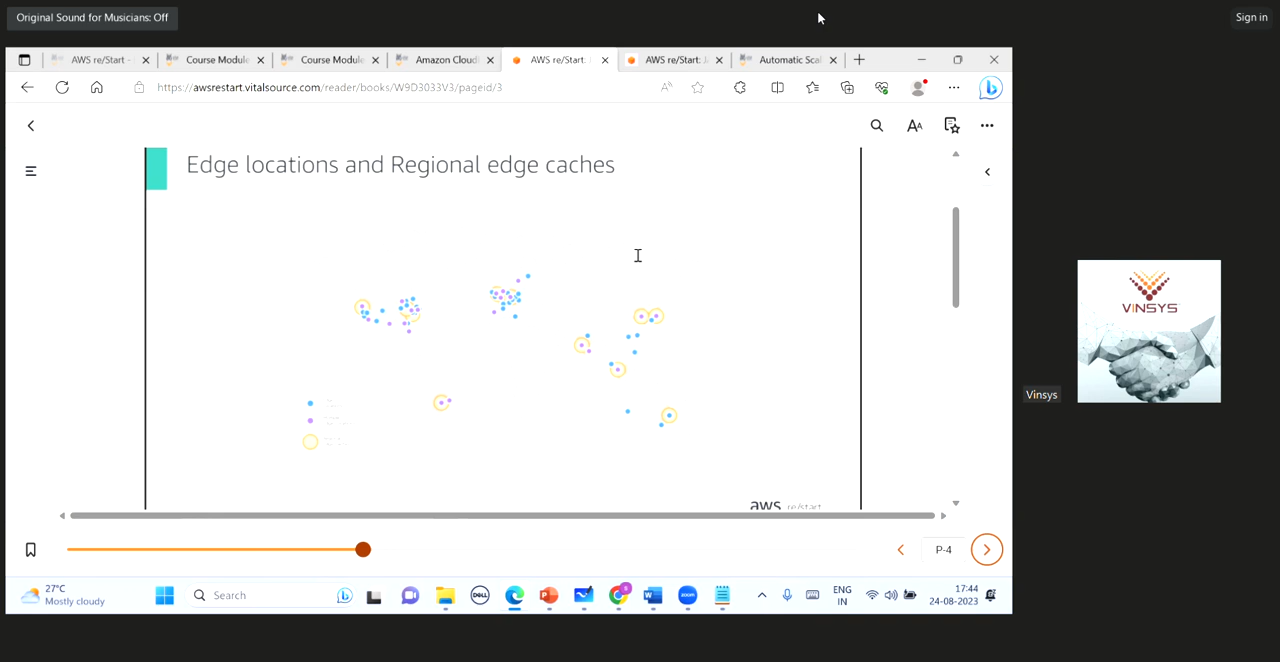 Original Sound for Musicians: Off
Sign in
AWS re/Start -
Course Module
Course Module
Amazon Cloud
AWS re/Start:
AWS re/Start:
Automatic Scal
https://awsrestart.vitalsource.com/reader/books/W9D3033V3/pageid/3
Edge locations and Regional edge caches
aws re/start
P-4
VINSYS
Vinsys
27°C
Mostly cloudy
Search
DELL
zoom
ENG
IN
17:44
24-08-2023